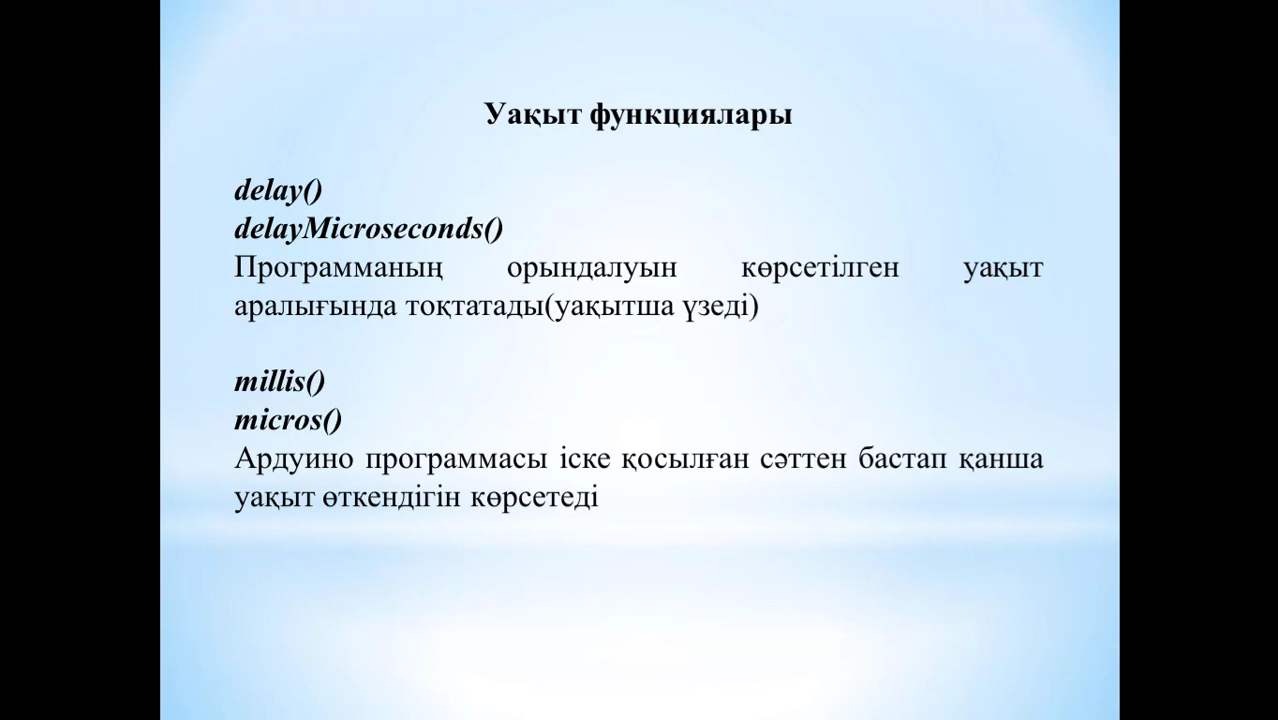 Уақыт функциялары
delay()
delayMicroseconds()
Программаның орындалуын көрсетілген уақыт
аралығында тоқтатады(уақытша үзеді)
millis()
micros()
Ардуино программасы іске қосылған сәттен бастап қанша
уақыт өткендігін көрсетеді